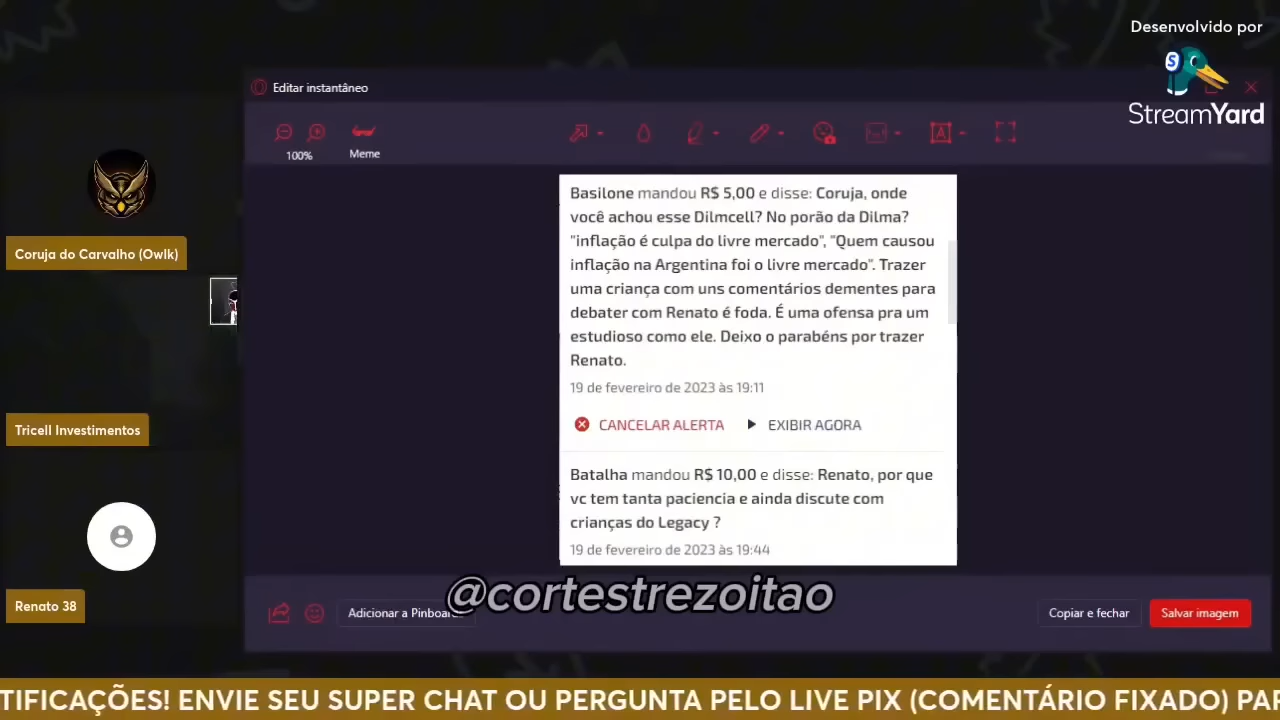 Desenvolvido por
StreamYard
Editar instantâneo
100%
Meme
Coruja do Carvalho (Owlk)
Tricell Investimentos
Renato 38
Basilone mandou R$ 5,00 e disse: Coruja, onde
você achou esse Dilmcell? No porão da Dilma?
"inflação é culpa do livre mercado", "Quem causou
inflação na Argentina foi o livre mercado". Trazer
uma criança com uns comentários dementes para
debater com Renato é foda. É uma ofensa pra um
estudioso como ele. Deixo o parabéns por trazer
Renato.
19 de fevereiro de 2023 às 19:11
CANCELAR ALERTA EXIBIR AGORA
Batalha mandou R$ 10,00 e disse: Renato, por que
vc tem tanta paciencia e ainda discute com
crianças do Legacy ?
19 de fevereiro de 2023 às 19:44
@cortestrezoitao
Adicionar a Pinboards
Copiar e fechar
Salvar imagem
TIFICAÇÕES! ENVIE SEU SUPER CHAT OU PERGUNTA PELO LIVE PIX (COMENTÁRIO FIXADO) PAR